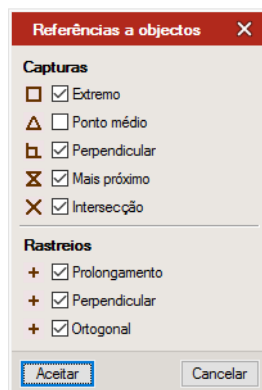 Referências a objectos
Capturas
Extremo
Ponto médio
Perpendicular
Mais próximo
Intersecção
Rastreios
Prolongamento
Perpendicular
Ortogonal
Aceitar
Cancelar